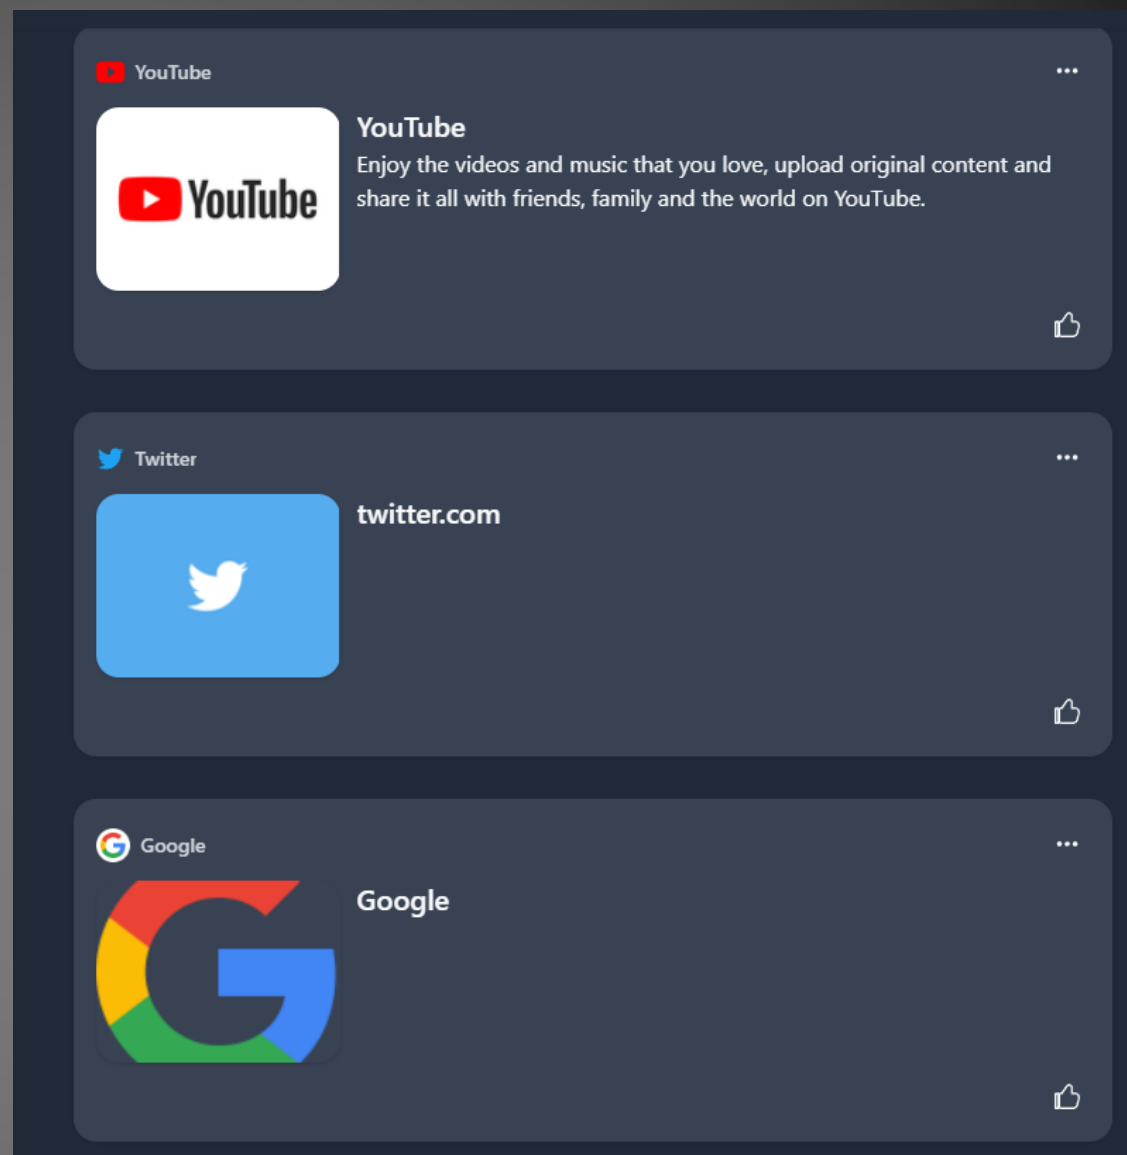 YouTube
YouTube
YouTube
Enjoy the videos and music that you love, upload original content and
share it all with friends, family and the world on YouTube.
Twitter
twitter.com
Google
Google